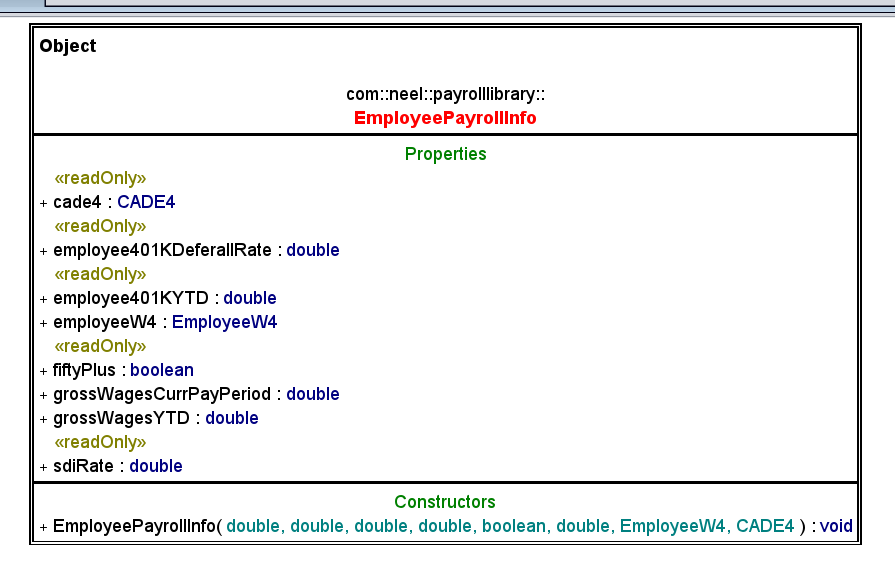 Object
com::neel::payrolllibrary::
EmployeePayrollInfo
Properties
«readOnly»
+ cade4 : CADE4
«readOnly»
+ employee401KDeferallRate : double
«readOnly»
+ employee401KYTD : double
+ employeeW4 : EmployeeW4
«readOnly»
+ fiftyPlus : boolean
+ grossWagesCurrPayPeriod : double
+ grossWagesYTD : double
«readOnly»
+ sdiRate : double
Constructors
+ EmployeePayrollInfo( double, double, double, double, boolean, double, EmployeeW4, CADE4 ) : void